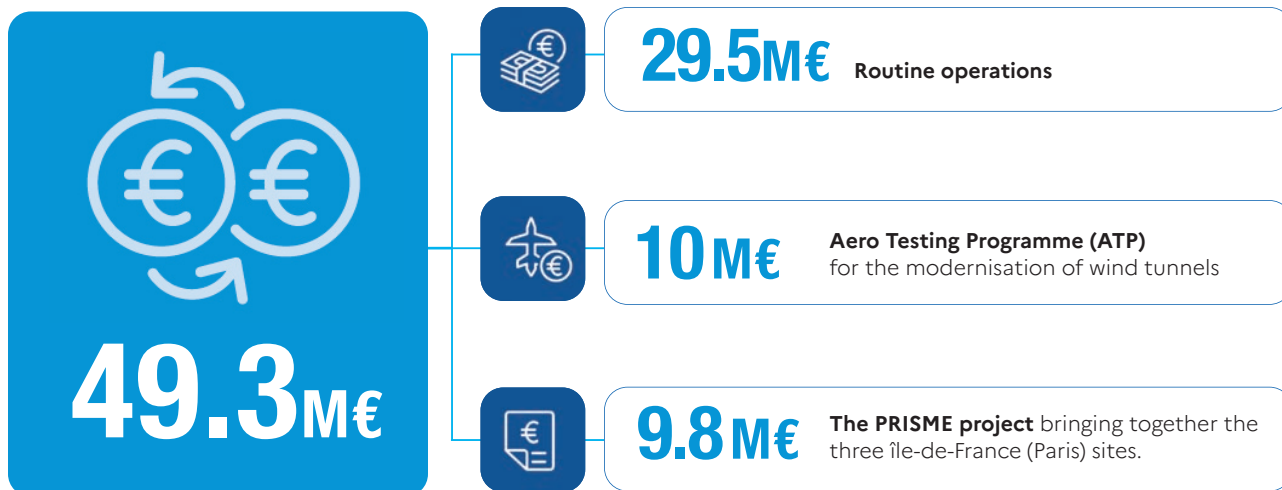 49.3M€
29.5M€ Routine operations
10M€
Aero Testing Programme (ATP)
for the modernisation of wind tunnels
9.8M€
The PRISME project bringing together the
three île-de-France (Paris) sites.